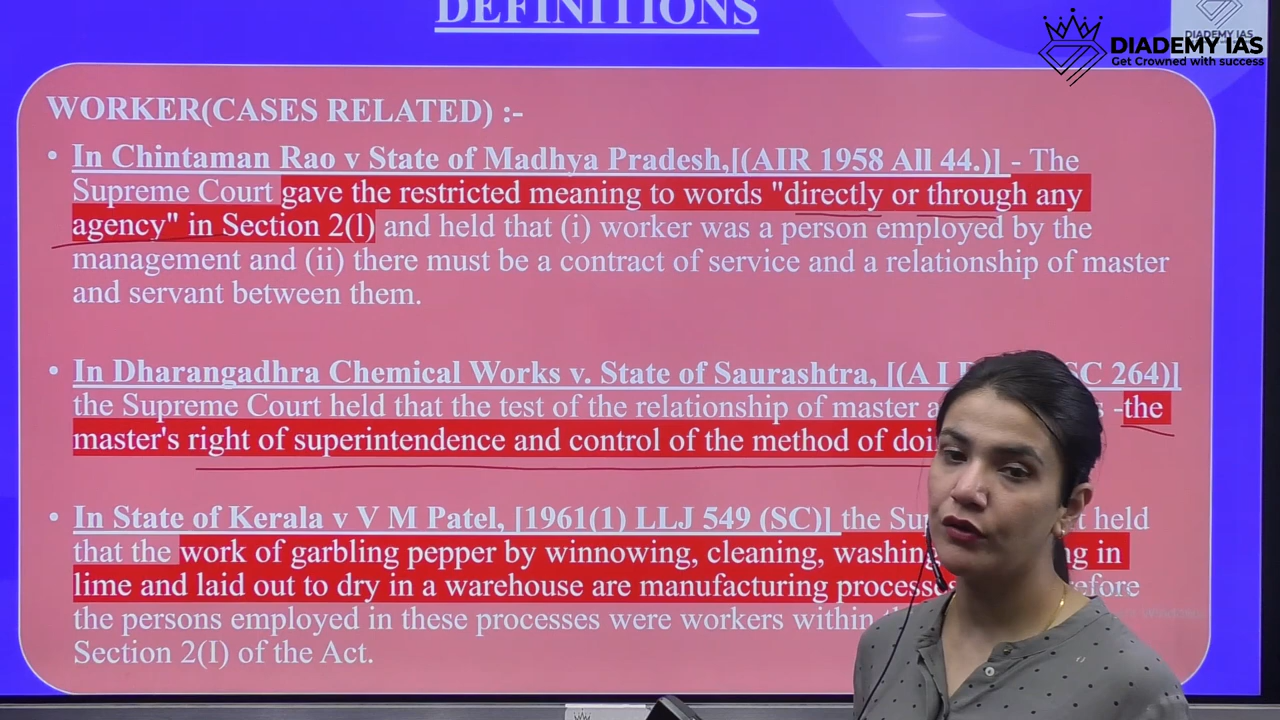 DEFINITIONS
DIADEMY IAS
DIADEMY IAS
Get Crowned with success
WORKER(CASES RELATED) :-
• In Chintaman Rao v State of Madhya Pradesh,[(AIR 1958 All 44.)] - The
Supreme Court gave the restricted meaning to words "directly or through any
agency" in Section 2(l) and held that (i) worker was a person employed by the
management and (ii) there must be a contract of service and a relationship of master
and servant between them.
• In Dharangadhra Chemical Works v. State of Saurashtra, [(A I SC 264)]
the Supreme Court held that the test of the relationship of master -the
master's right of superintendence and control of the method of
• In State of Kerala v V M Patel, [1961(1) LLJ 549 (SC)] the held
that the work of garbling pepper by winnowing, cleaning, washing in
lime and laid out to dry in a warehouse are manufacturing
the persons employed in these processes were workers within
Section 2(I) of the Act.